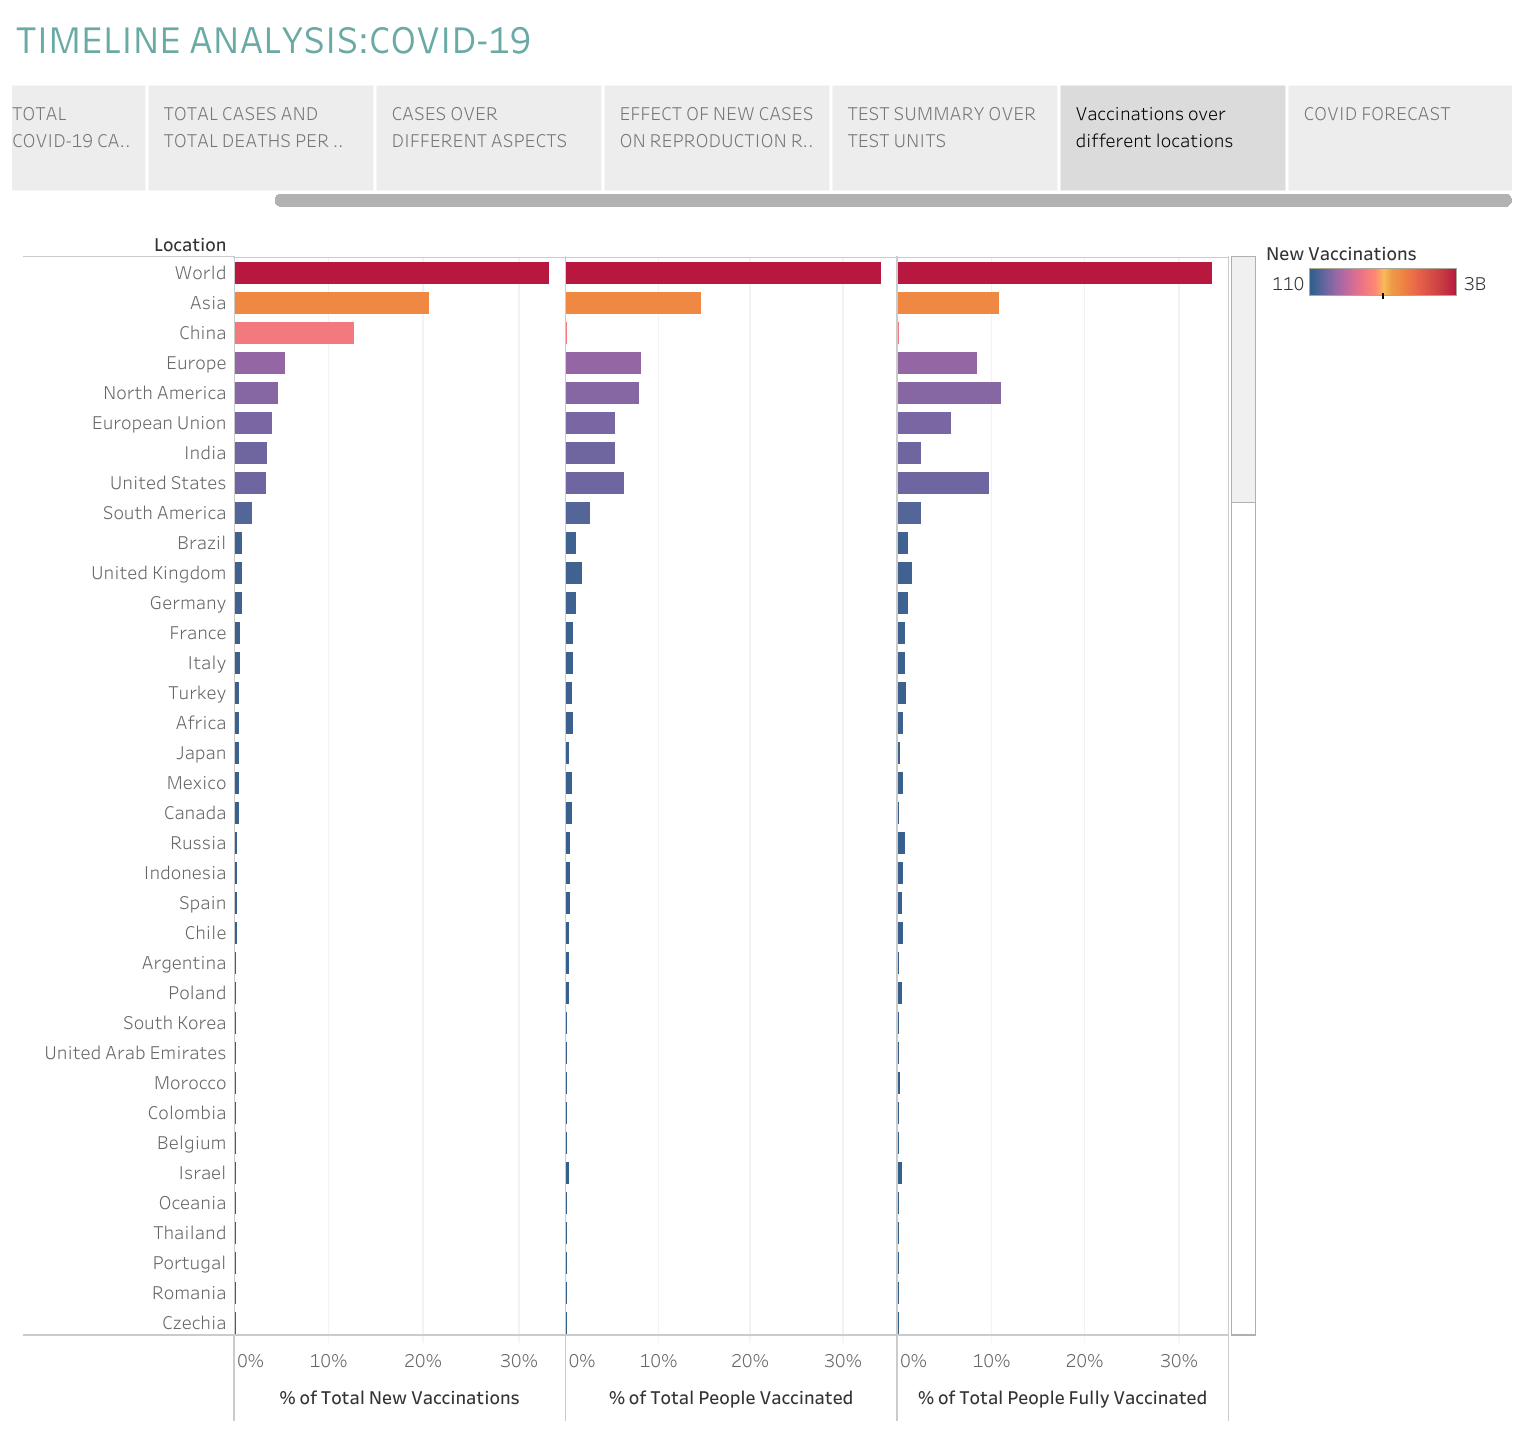 TIMELINE ANALYSIS:COVID-19
TOTAL
COVID-19 CA..
TOTAL CASES AND
TOTAL DEATHS PER ..
CASES OVER
DIFFERENT ASPECTS
EFFECT OF NEW CASES
ON REPRODUCTION R..
TEST SUMMARY OVER
TEST UNITS
Vaccinations over
different locations
COVID FORECAST
Location
World
Asia
China
Europe
North America
European Union
India
United States
South America
Brazil
United Kingdom
Germany
France
Italy
Turkey
Africa
Japan
Mexico
Canada
Russia
Indonesia
Spain
Chile
Argentina
Poland
South Korea
United Arab Emirates
Morocco
Colombia
Belgium
Israel
Oceania
Thailand
Portugal
Romania
Czechia
0% 10% 20% 30%
% of Total New Vaccinations
0% 10% 20% 30%
% of Total People Vaccinated
0% 10% 20% 30%
% of Total People Fully Vaccinated
New Vaccinations
110 3B